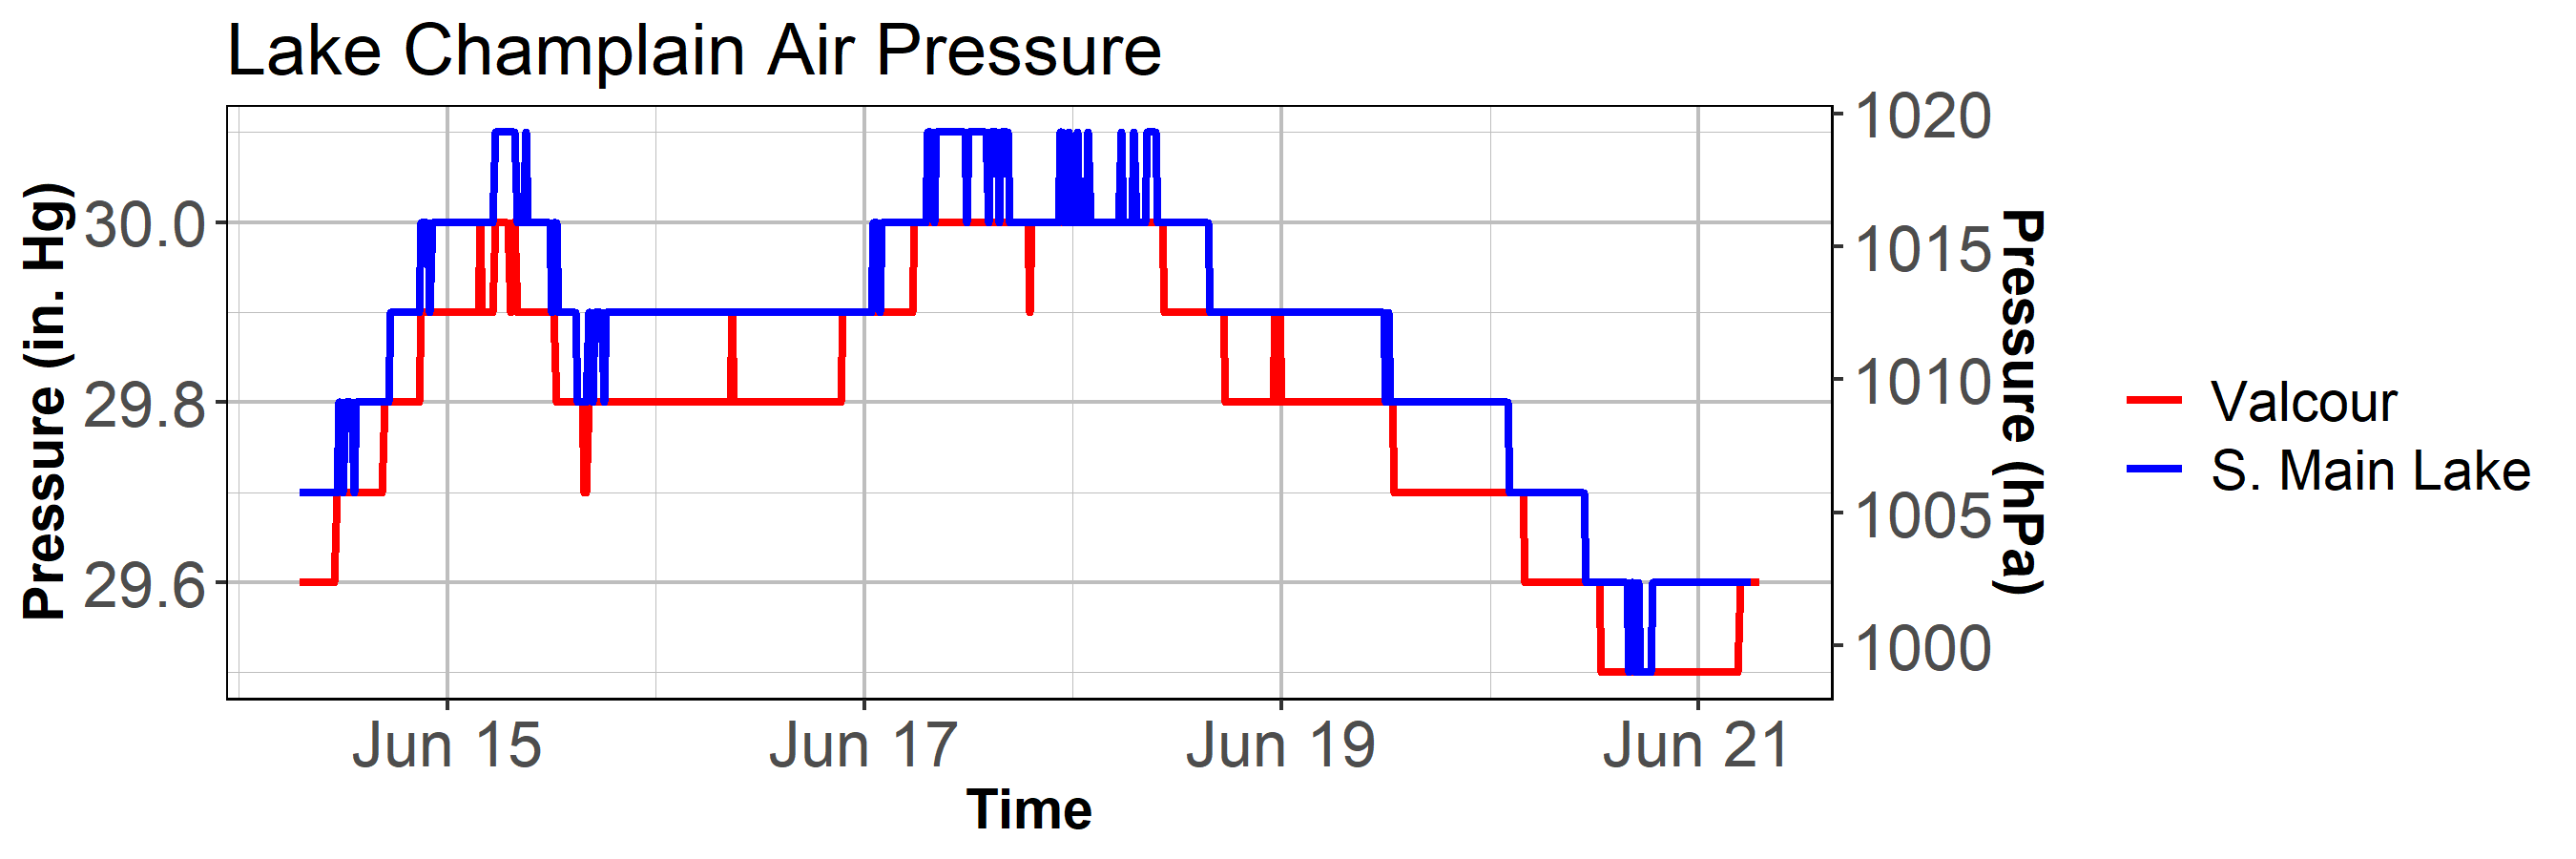 Lake Champlain Air Pressure
Pressure (in. Hg)
30.0
29.8
29.6
1020
1015
1010
1005
1000
Pressure (hPa)
Jun 15
Jun 17
Jun 19
Jun 21
Time
Valcour
S. Main Lake